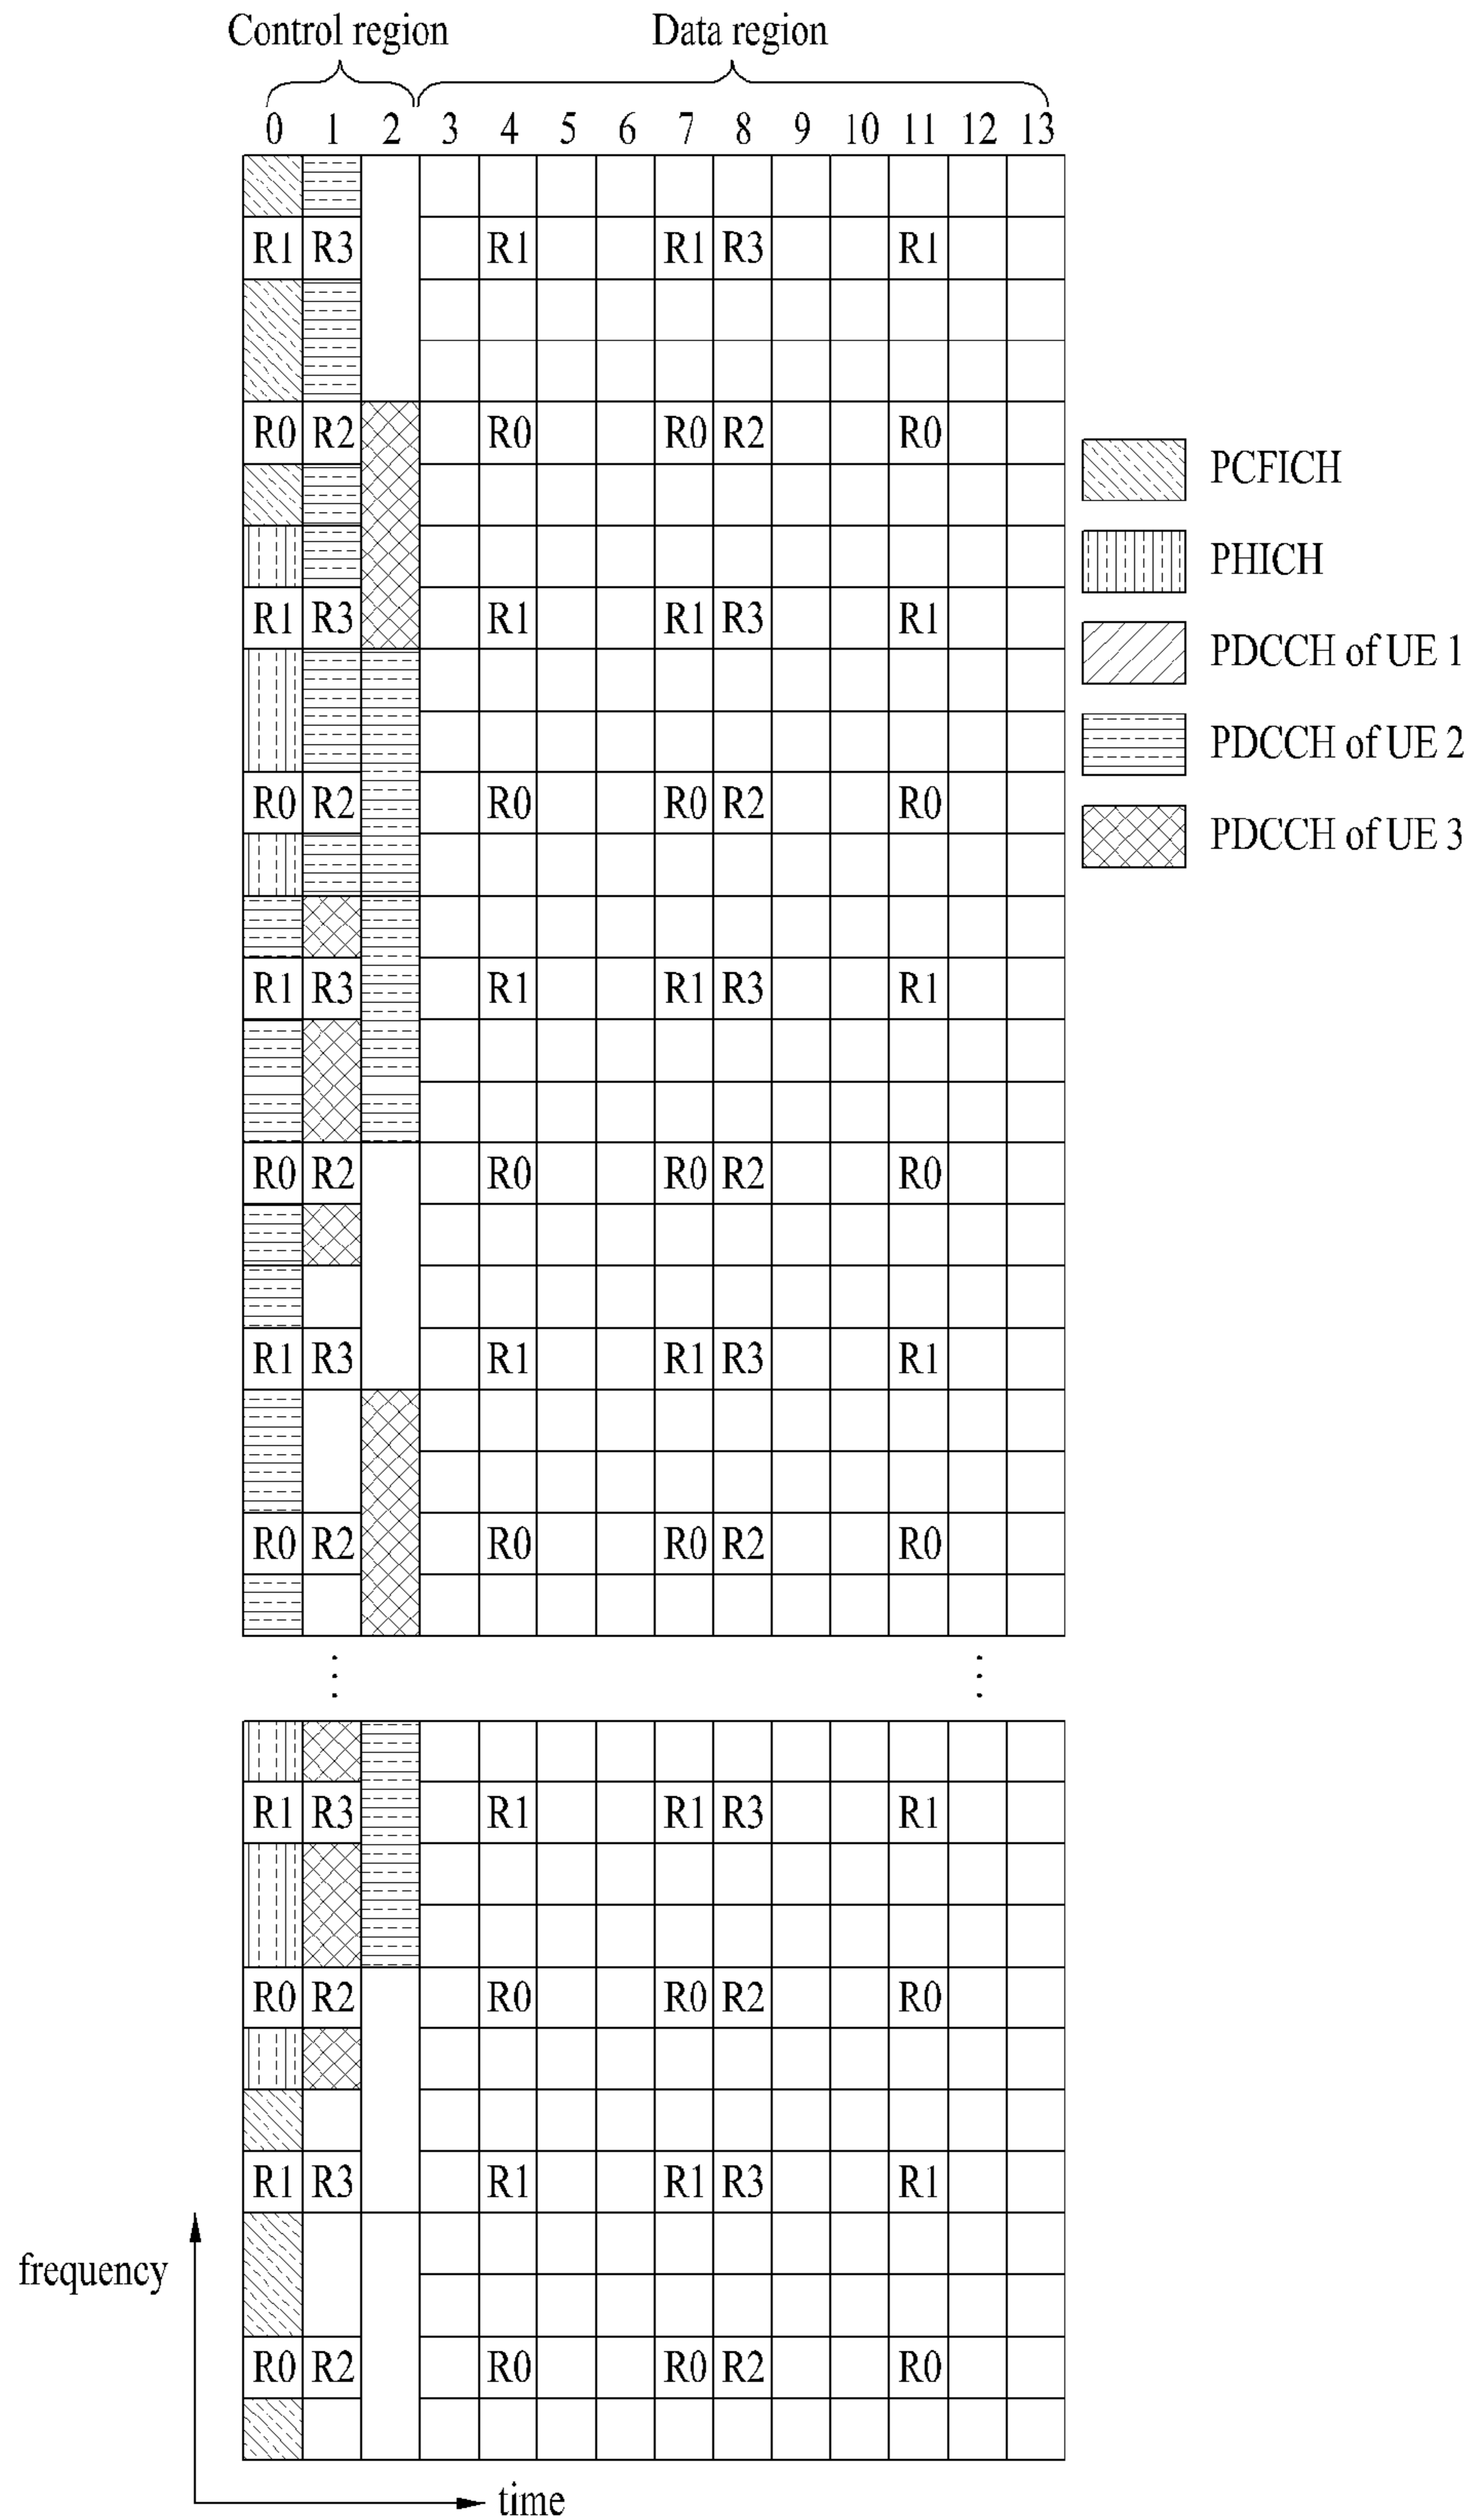 Control region Data region
0 1 2 3 4 5 6 7 8 9 10 11 12 13
R1 R3 R1 R1 R3 R1
R0 R2 R0 R0 R2 R0
R1 R3 R1 R1 R3 R1
R0 R2 R0 R0 R2 R0
R1 R3 R1 R1 R3 R1
R0 R2 R0 R0 R2 R0
R1 R3 R1 R1 R3 R1
R0 R2 R0 R0 R2 R0
R1 R3 R1 R1 R3 R1
R0 R2 R0 R0 R2 R0
R1 R3 R1 R1 R3 R1
R0 R2 R0 R0 R2 R0
PCFICH
PHICH
PDCCH of UE 1
PDCCH of UE 2
PDCCH of UE 3
frequency
time